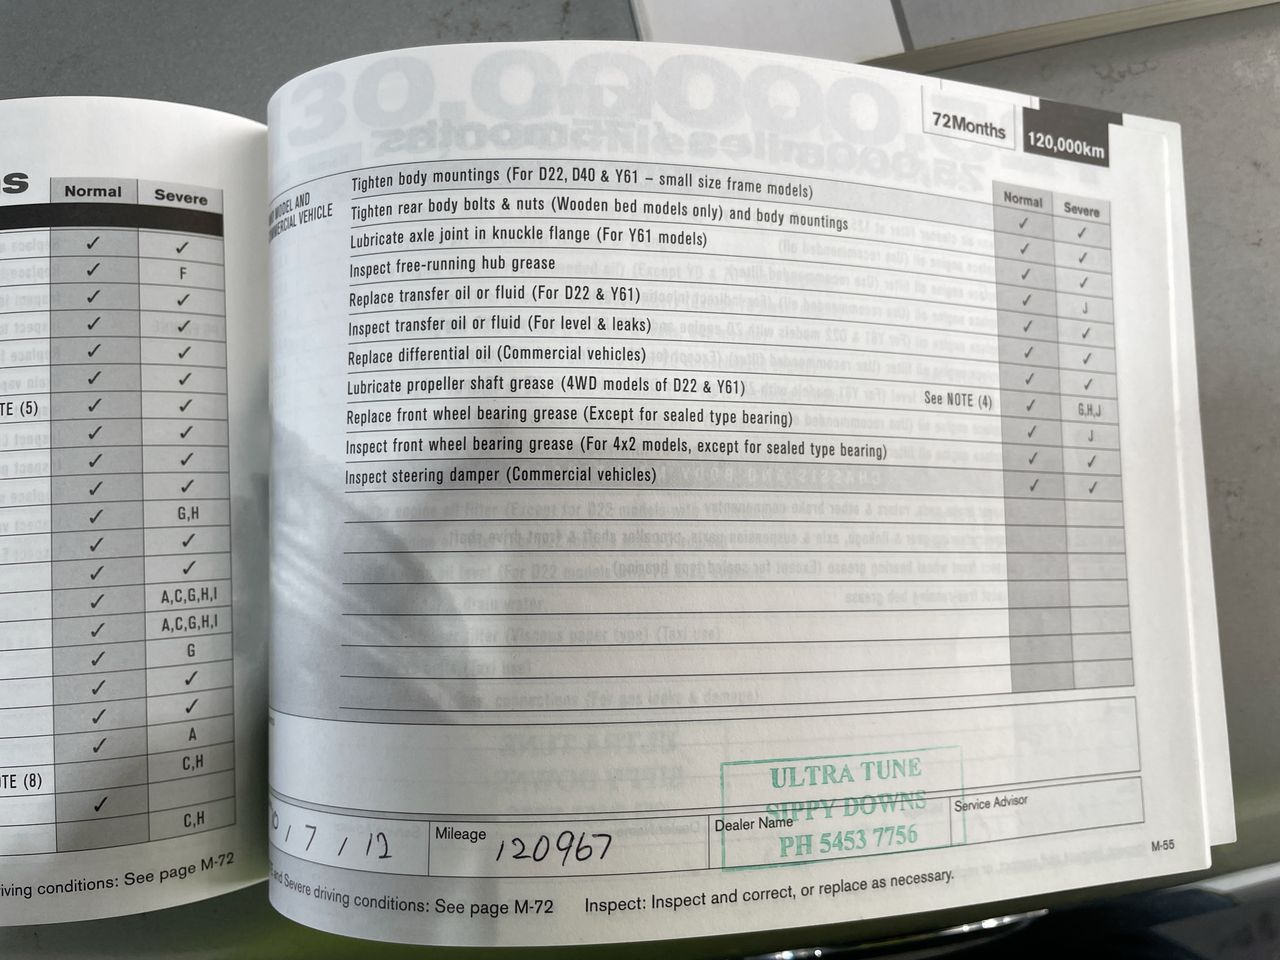 s
Normal Severe
✓ ✓
✓ F
✓ ✓
✓ ✓
✓ ✓
✓ ✓
TE (5) ✓ ✓
✓ ✓
✓ ✓
✓ ✓
✓ G,H
✓ ✓
✓ ✓
✓ A,C,G,H,I
✓ A,C,G,H,I
✓ G
✓ ✓
✓ ✓
✓ A
C,H
TE (8) ✓
C,H
iving conditions: See page M-72
72Months 120,000km
MODEL AND
COMMERCIAL VEHICLE
Normal Severe
Tighten body mountings (For D22, D40 & Y61 – small size frame models) ✓ ✓
Tighten rear body bolts & nuts (Wooden bed models only) and body mountings ✓ ✓
Lubricate axle joint in knuckle flange (For Y61 models) ✓ ✓
Inspect free-running hub grease ✓ J
Replace transfer oil or fluid (For D22 & Y61) ✓ ✓
Inspect transfer oil or fluid (For level & leaks) ✓ ✓
Replace differential oil (Commercial vehicles) ✓ ✓
Lubricate propeller shaft grease (4WD models of D22 & Y61) See NOTE (4) ✓ G,H,J
Replace front wheel bearing grease (Except for sealed type bearing) ✓ J
Inspect front wheel bearing grease (For 4x2 models, except for sealed type bearing) ✓ ✓
Inspect steering damper (Commercial vehicles) ✓ ✓
/ 7 / 12
Mileage 120967
Dealer Name
ULTRA TUNE
SIPPY DOWNS
PH 5453 7756
Service Advisor
and Severe driving conditions: See page M-72 Inspect: Inspect and correct, or replace as necessary.
M-55